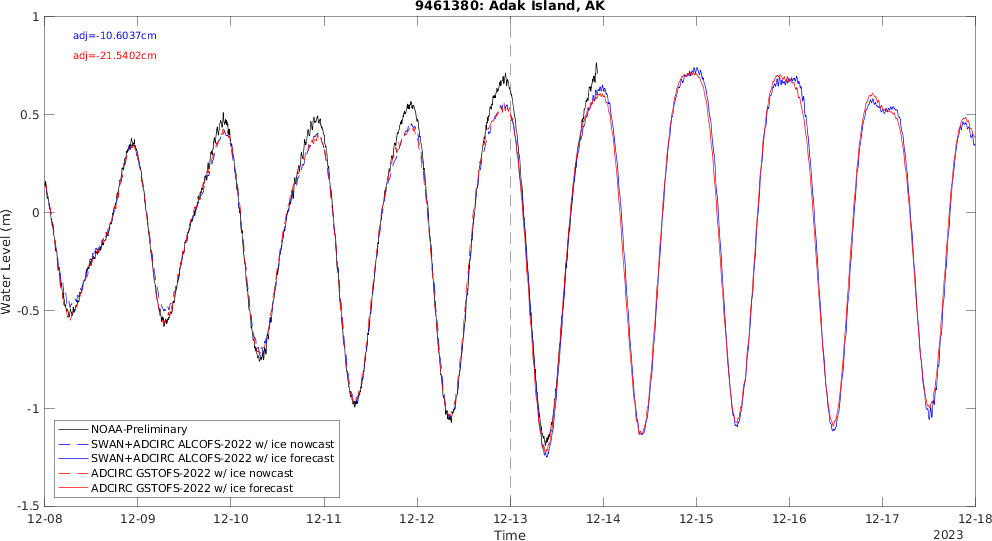 9461380: Adak Island, AK
adj=-10.6037cm
adj=-21.5402cm
Water Level (m)
1
0.5
0
-0.5
-1
-1.5
NOAA-Preliminary
SWAN+ADCIRC ALCOFS-2022 w/ ice nowcast
SWAN+ADCIRC ALCOFS-2022 w/ ice forecast
ADCIRC GSTOFS-2022 w/ ice nowcast
ADCIRC GSTOFS-2022 w/ ice forecast
12-08 12-09 12-10 12-11 12-12 12-13 12-14 12-15 12-16 12-17 12-18
Time
2023